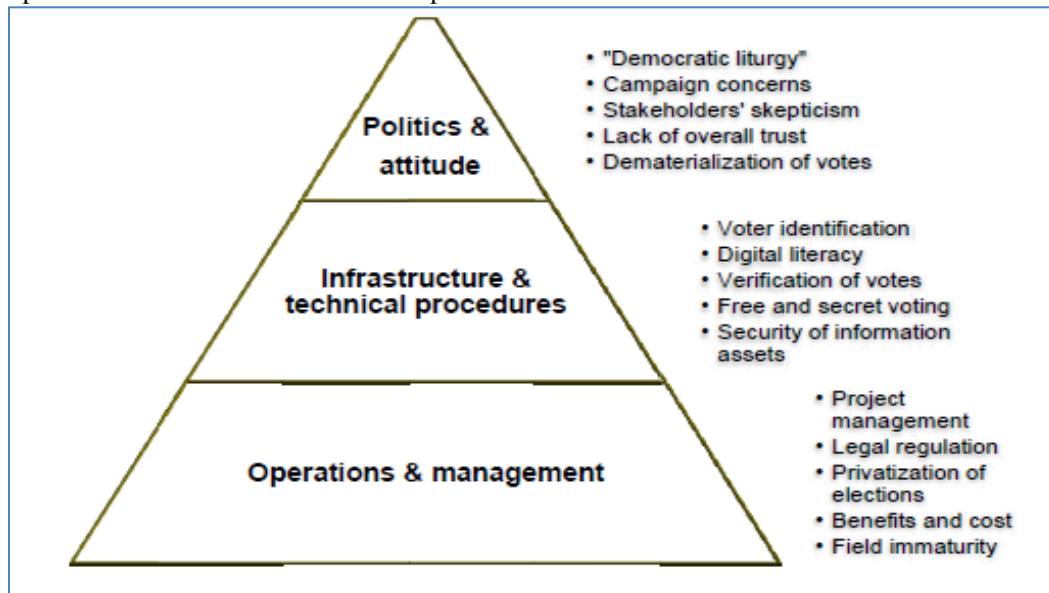 • "Democratic liturgy"
• Campaign concerns
• Stakeholders' skepticism
• Lack of overall trust
• Dematerialization of votes
Politics &
attitude
• Voter identification
• Digital literacy
• Verification of votes
• Free and secret voting
• Security of information
assets
Infrastructure &
technical procedures
• Project
management
• Legal regulation
• Privatization of
elections
• Benefits and cost
• Field immaturity
Operations & management